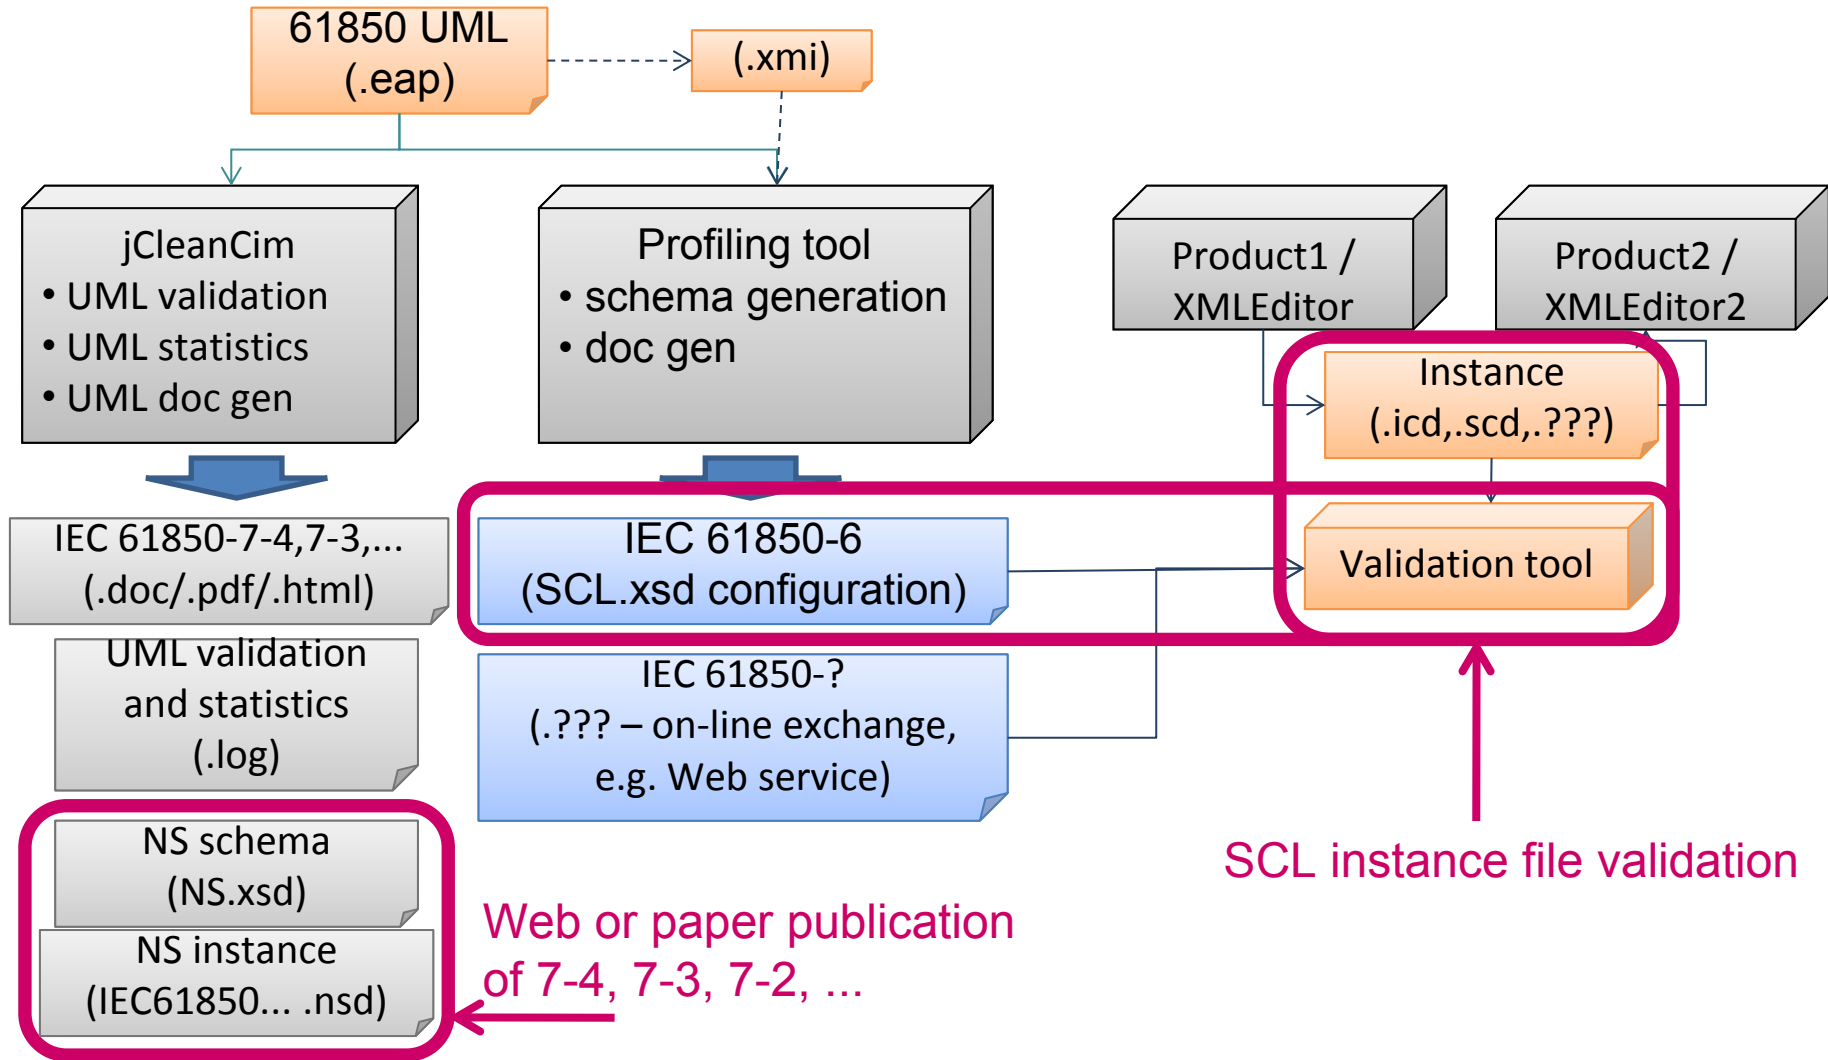 61850 UML
(.eap)
(.xmi)
jCleanCim
• UML validation
• UML statistics
• UML doc gen
Profiling tool
• schema generation
• doc gen
Product1 /
XMLEditor
Product2 /
XMLEditor2
Instance
(.icd,.scd,.???)
Validation tool
IEC 61850-7-4,7-3,...
(.doc/.pdf/.html)
IEC 61850-6
(SCL.xsd configuration)
UML validation
and statistics
(.log)
IEC 61850-?
(.??? – on-line exchange,
e.g. Web service)
NS schema
(NS.xsd)
NS instance
(IEC61850... .nsd)
Web or paper publication
of 7-4, 7-3, 7-2, ...
SCL instance file validation